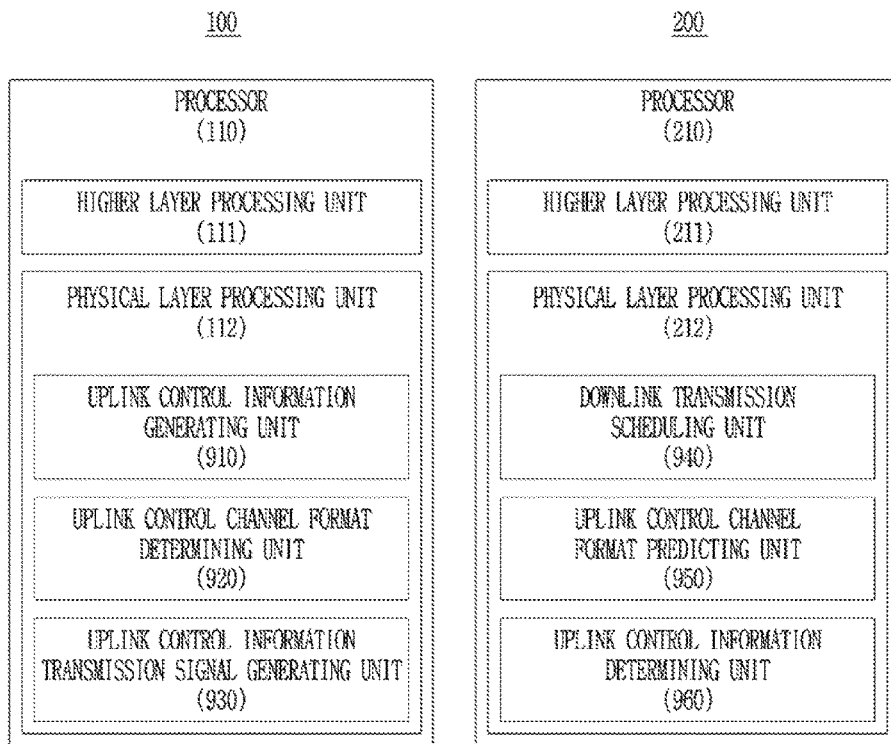 100
PROCESSOR
(110)
HIGHER LAYER PROCESSING UNIT
(111)
PHYSICAL LAYER PROCESSING UNIT
(112)
UPLINK CONTROL INFORMATION
GENERATING UNIT
(910)
UPLINK CONTROL CHANNEL FORMAT
DETERMINING UNIT
(920)
UPLINK CONTROL INFORMATION
TRANSMISSION SIGNAL GENERATING UNIT
(930)
200
PROCESSOR
(210)
HIGHER LAYER PROCESSING UNIT
(211)
PHYSICAL LAYER PROCESSING UNIT
(212)
DOWNLINK TRANSMISSION
SCHEDULING UNIT
(940)
UPLINK CONTROL CHANNEL
FORMAT PREDICTING UNIT
(950)
UPLINK CONTROL INFORMATION
DETERMINING UNIT
(960)